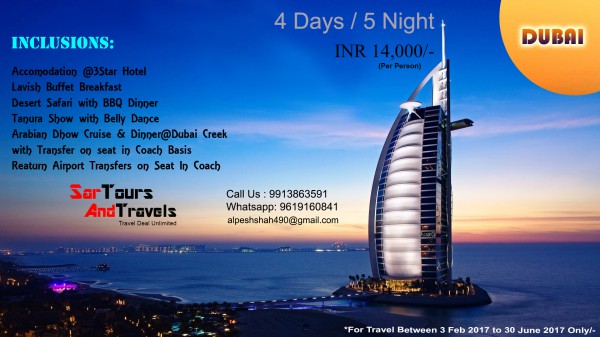 4 Days / 5 Night
INR 14,000/-
(Per Person)
DUBAI
INCLUSIONS:
Accomodation @3Star Hotel
Lavish Buffet Breakfast
Desert Safari with BBQ Dinner
Tanura Show with Belly Dance
Arabian Dhow Cruise & Dinner@Dubai Creek
with Transfer on seat in Coach Basis
Reaturn Airport Transfers on Seat In Coach
SarTours
AndTravels
Travel Deal Unlimited
Call Us : 9913863591
Whatsapp: 9619160841
alpeshshah490@gmail.com
*For Travel Between 3 Feb 2017 to 30 June 2017 Only/-